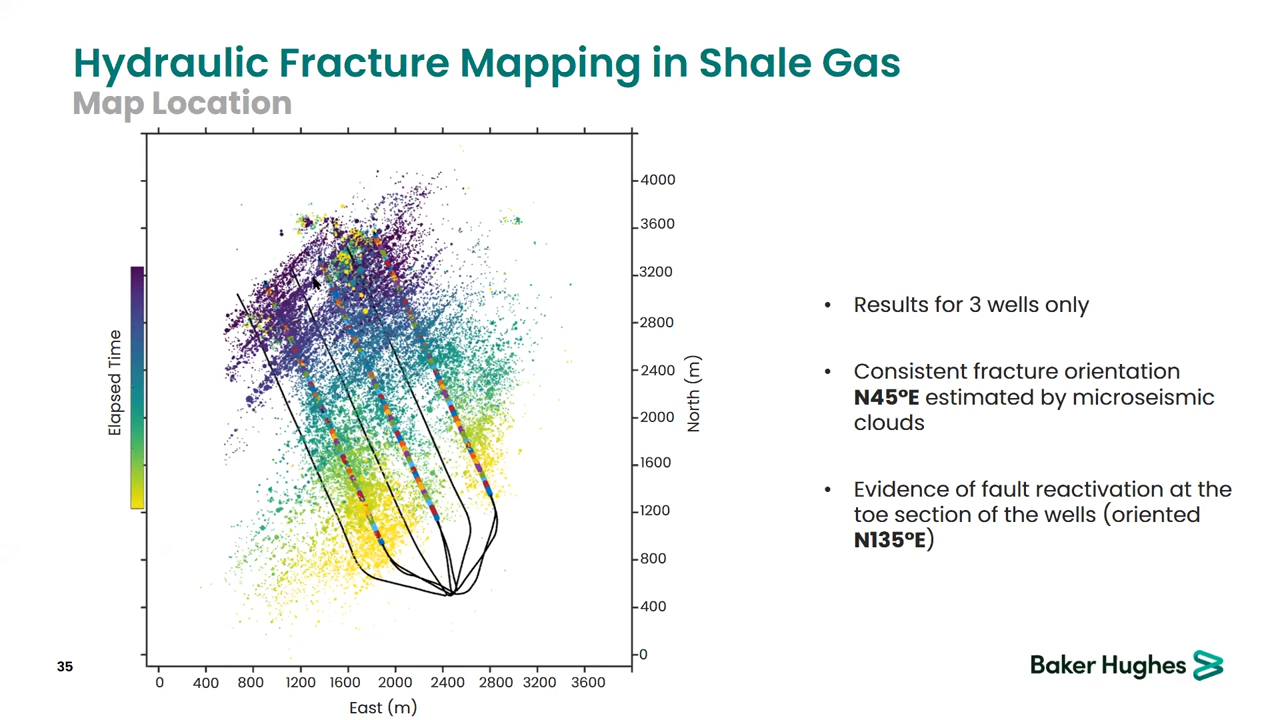 Hydraulic Fracture Mapping in Shale Gas
Map Location
4000
3600
3200
2800
2400
2000
1600
1200
800
400
0
North (m)
Elapsed Time
0 400 800 1200 1600 2000 2400 2800 3200 3600
East (m)
• Results for 3 wells only
• Consistent fracture orientation
N45ºE estimated by microseismic
clouds
• Evidence of fault reactivation at the
toe section of the wells (oriented
N135ºE)
35
Baker Hughes